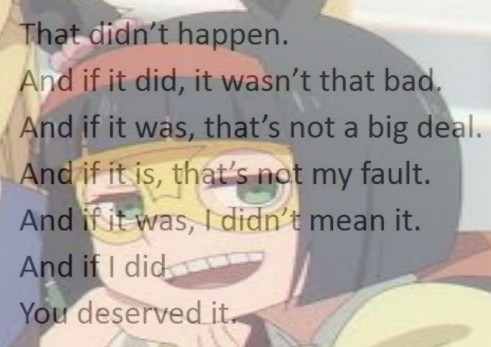 That didn’t happen.
And if it did, it wasn’t that bad.
And if it was, that’s not a big deal.
And if it is, that’s not my fault.
And if it was, I didn’t mean it.
And if I did
You deserved it.